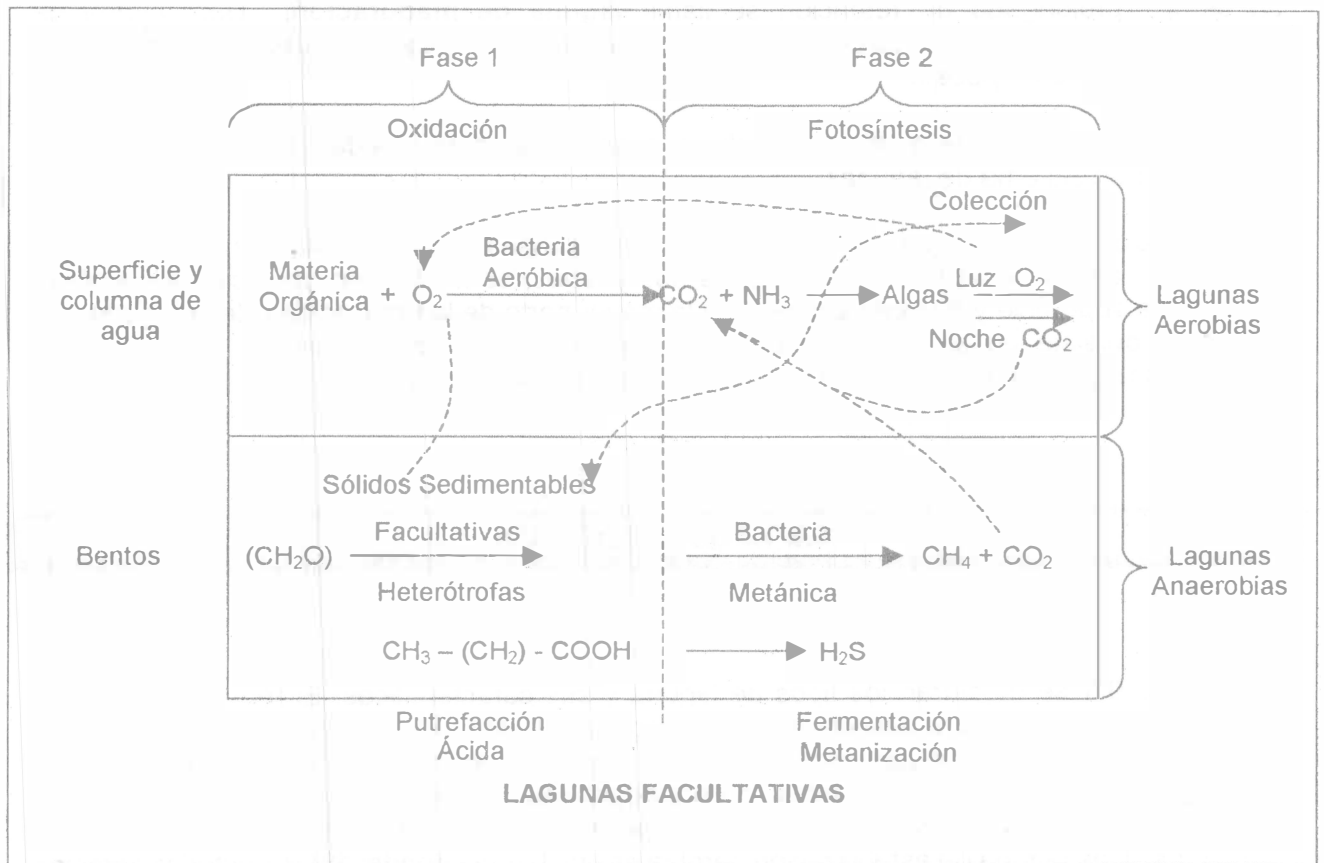 Fase 1
Fase 2
Oxidación
Fotosíntesis
Colección
Superficie y
columna de
agua
Materia
Orgánica + O₂
Bacteria
Aeróbica
CO₂ + NH₃
Algas
Luz O₂
Noche CO₂
Lagunas
Aerobias
Sólidos Sedimentables
Bentos
(CH₂O)
Facultativas
Heterótrofas
Bacteria
Metánica
CH₄ + CO₂
Lagunas
Anaerobias
CH₃ – (CH₂) - COOH
H₂S
Putrefacción
Ácida
Fermentación
Metanización
LAGUNAS FACULTATIVAS